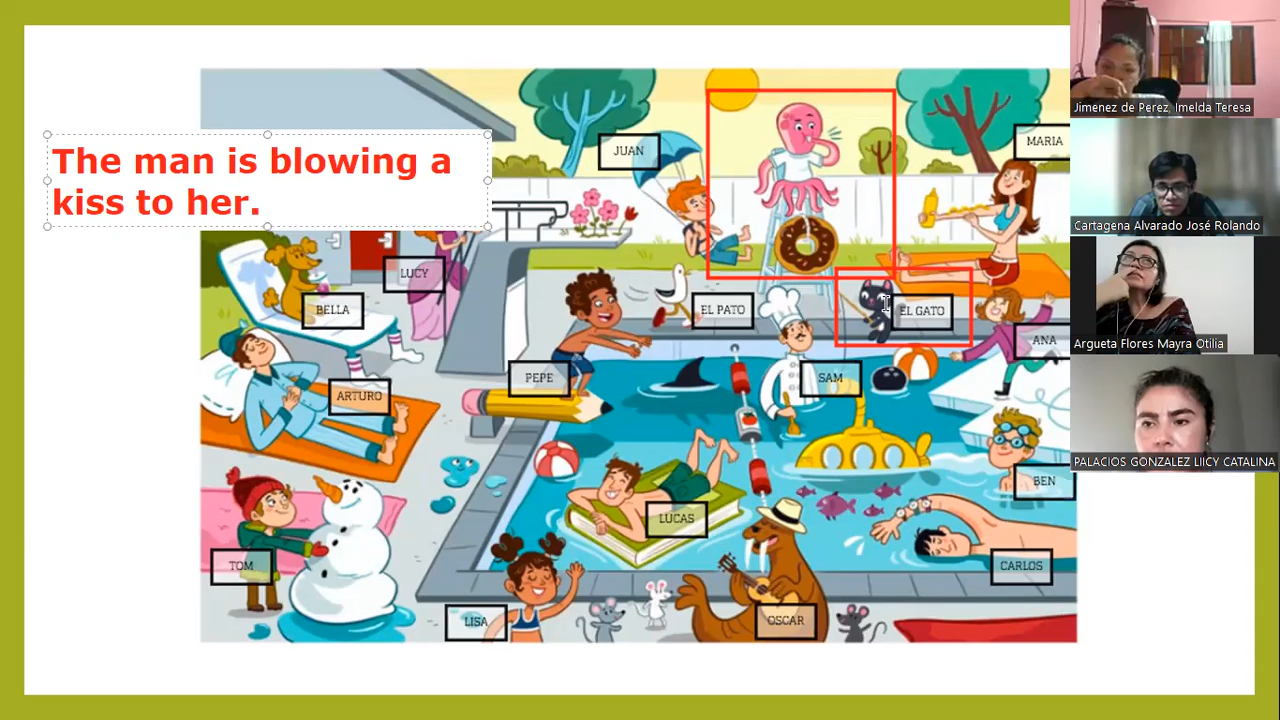 The man is blowing a
kiss to her.
JUAN
MARIA
LUCY
BELLA
EL PATO
EL GATO
ANA
PEPE
SAM
ARTURO
BEN
LUCAS
TOM
CARLOS
LISA
OSCAR
Jimenez de Perez, Imelda Teresa
Cartagena Alvarado José Rolando
Argueta Flores Mayra Otilia
PALACIOS GONZALEZ LIICY CATALINA